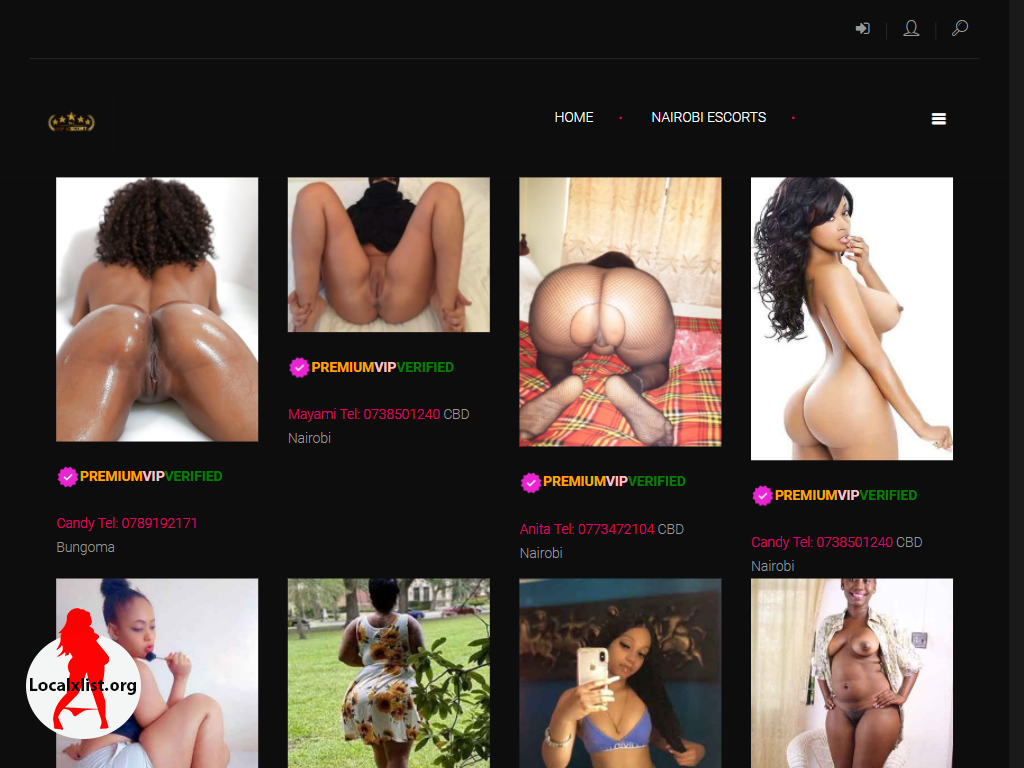 HOME
NAIROBI ESCORTS
PREMIUMVIPVERIFIED
Mayami Tel: 0738501240 CBD
Nairobi
PREMIUMVIPVERIFIED
Candy Tel: 0789192171
Bungoma
PREMIUMVIPVERIFIED
Anita Tel: 0773472104 CBD
Nairobi
PREMIUMVIPVERIFIED
Candy Tel: 0738501240 CBD
Nairobi
Localxlist.org